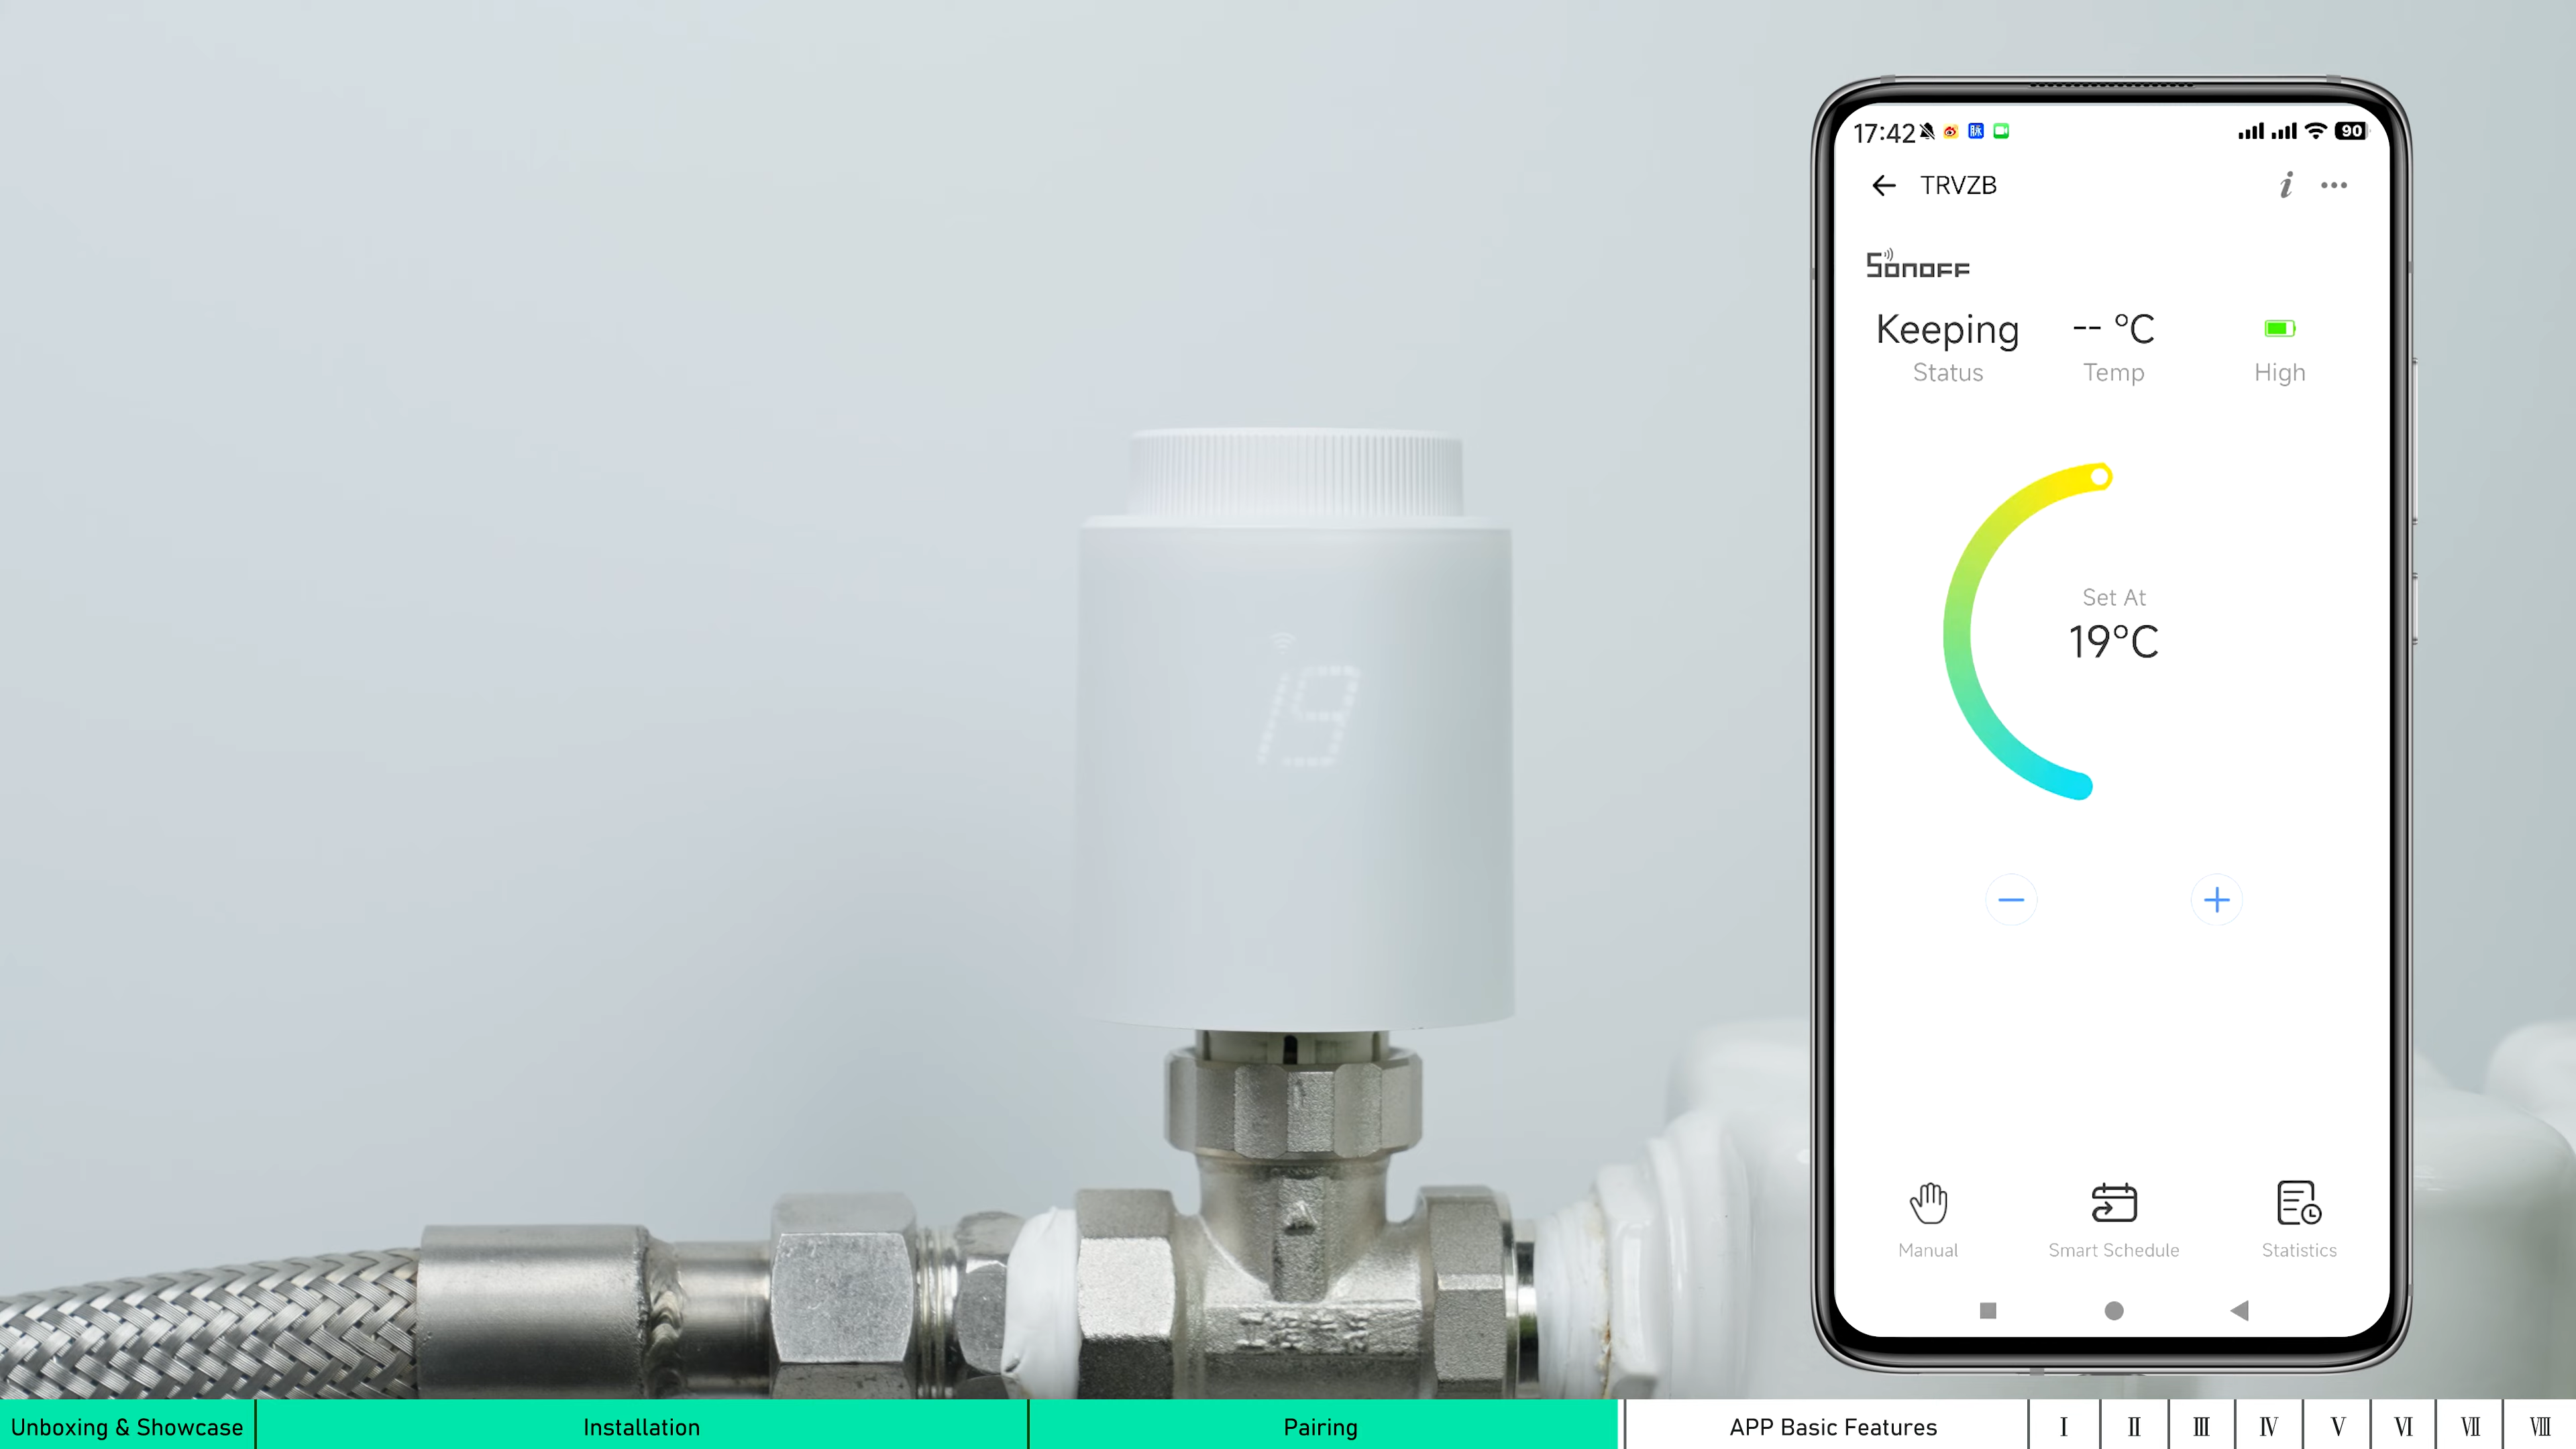 17:42 脉 90
TRVZB
SONOFF
Keeping -- °C
Status Temp High
Set At
19°C
19
Manual Smart Schedule Statistics
Unboxing & Showcase Installation Pairing APP Basic Features Ⅰ Ⅱ Ⅲ Ⅳ Ⅴ Ⅵ Ⅶ Ⅷ